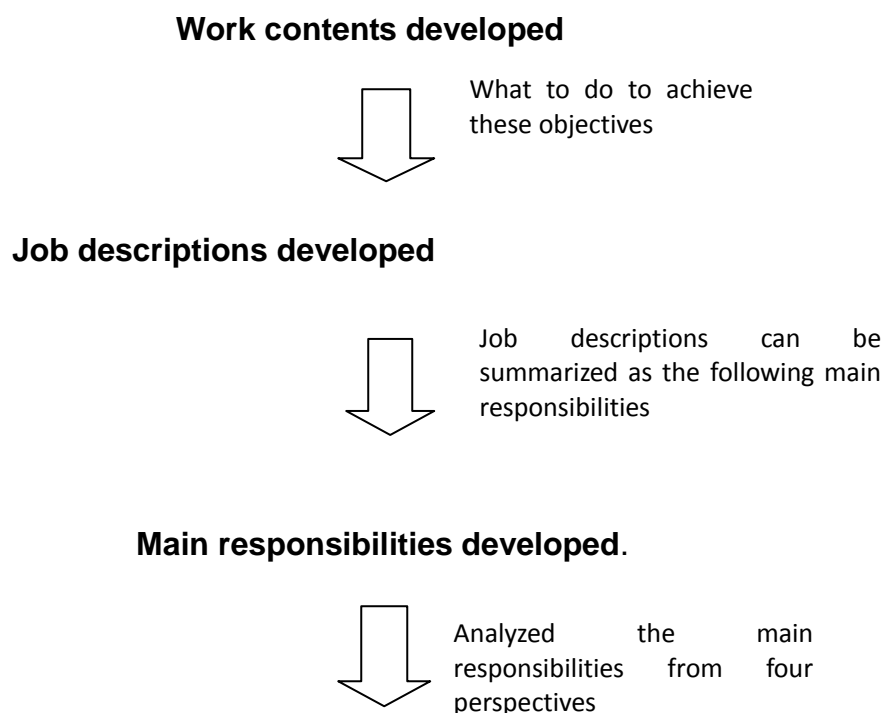 Work contents developed
What to do to achieve
these objectives
Job descriptions developed
Job descriptions can be
summarized as the following main
responsibilities
Main responsibilities developed.
Analyzed the main
responsibilities from four
perspectives